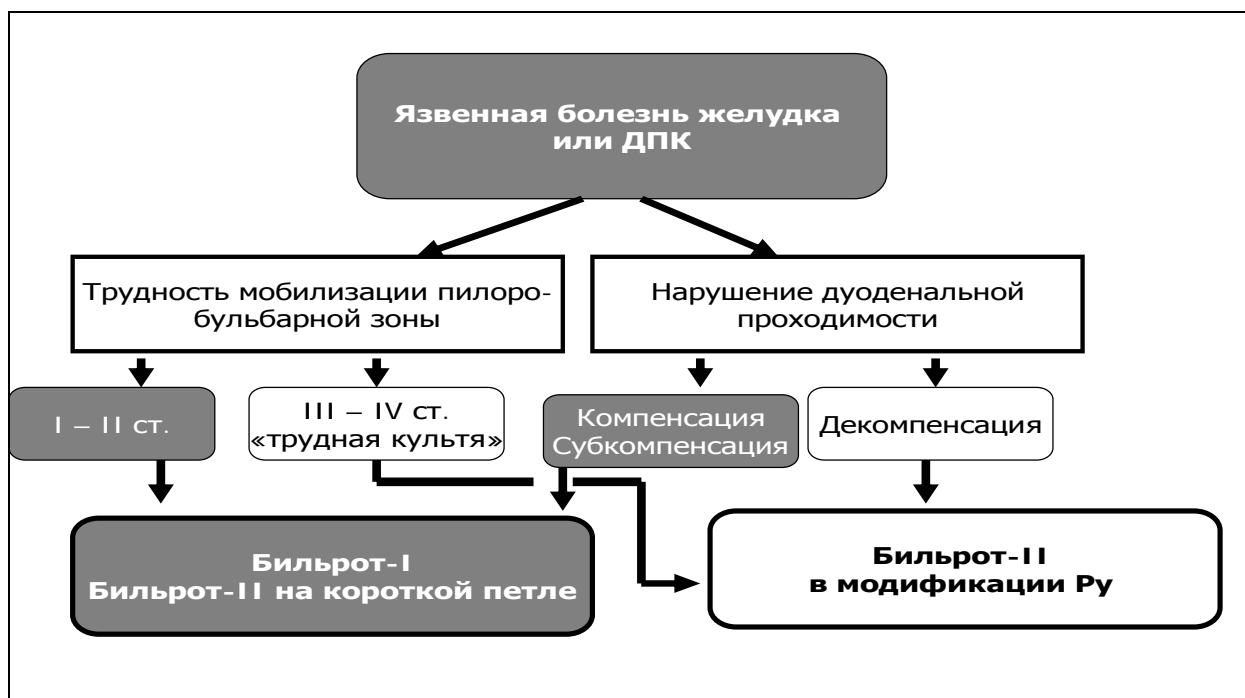 Язвенная болезнь желудка
или ДПК
Трудность мобилизации пилоро-
бульбарной зоны
Нарушение дуоденальной
проходимости
I – II ст.
III – IV ст.
«трудная культя»
Компенсация
Субкомпенсация
Декомпенсация
Бильрот-I
Бильрот-II на короткой петле
Бильрот-II
в модификации Ру